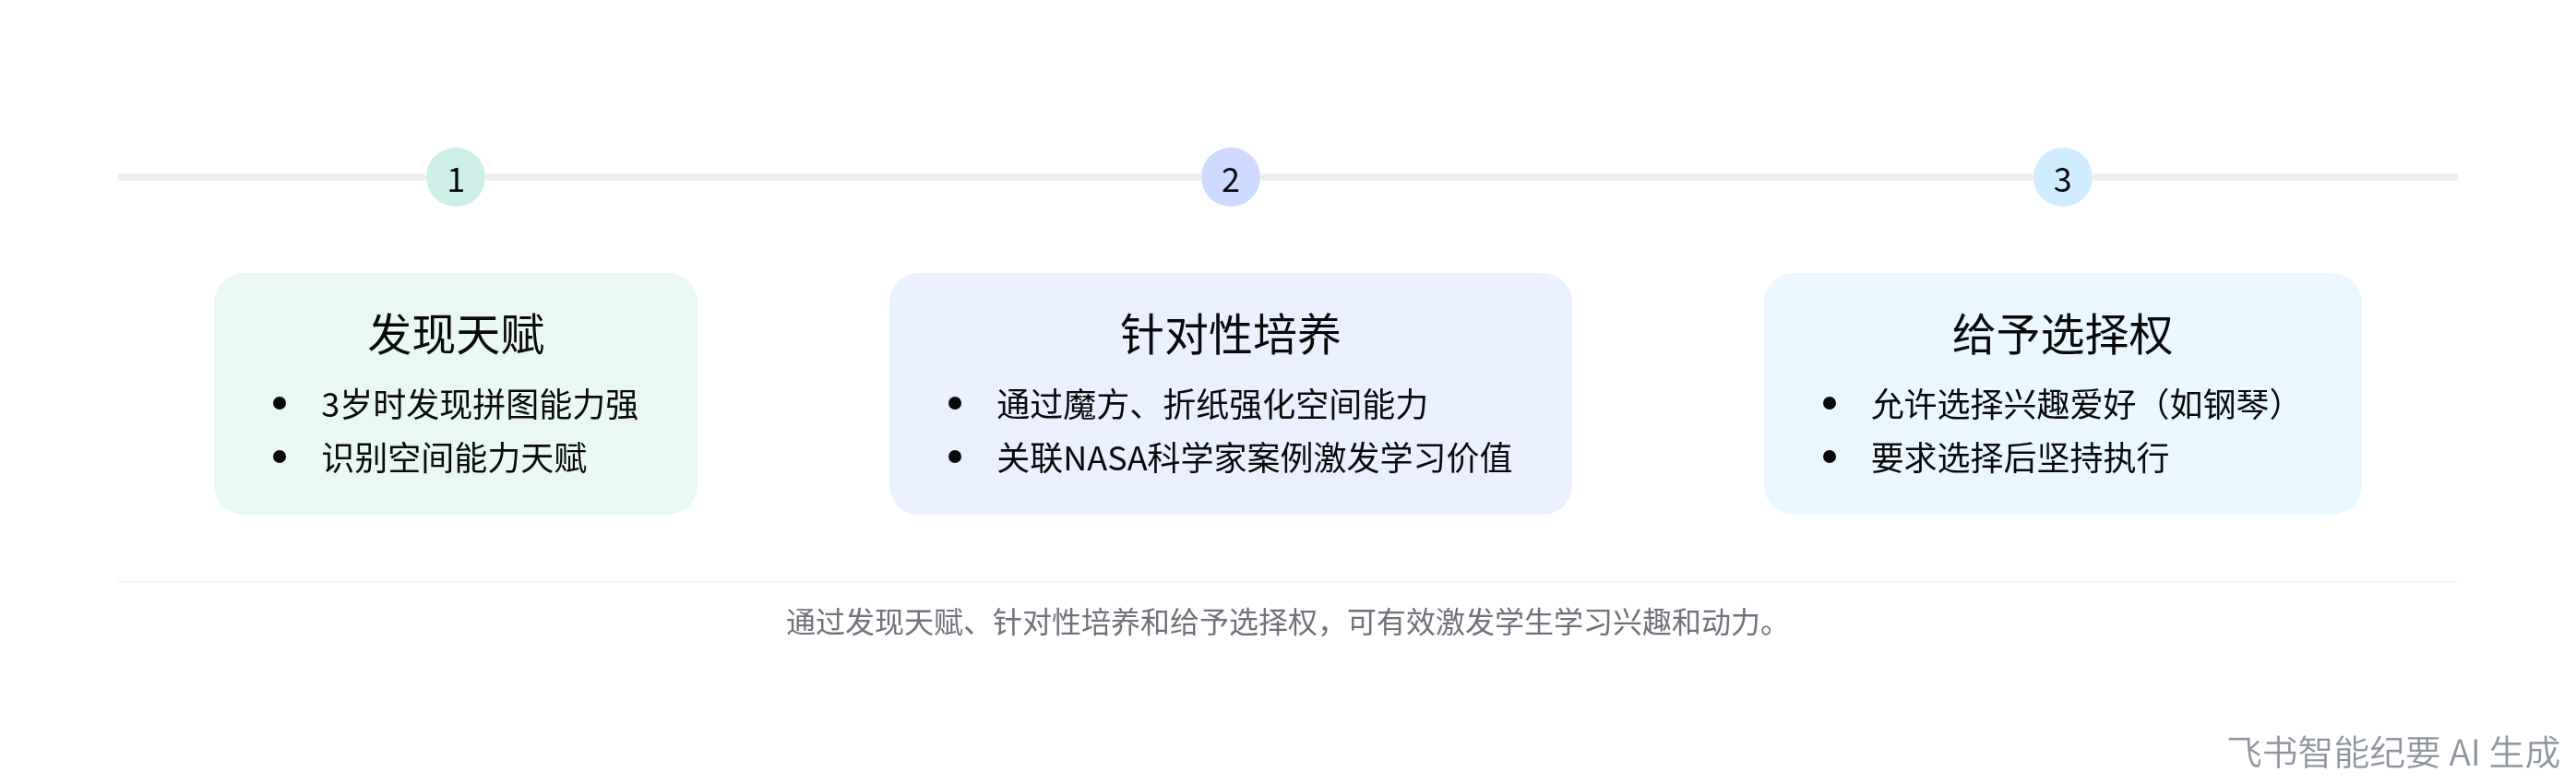 1
2
3
发现天赋
• 3岁时发现拼图能力强
• 识别空间能力天赋
针对性培养
• 通过魔方、折纸强化空间能力
• 关联NASA科学家案例激发学习价值
给予选择权
• 允许选择兴趣爱好（如钢琴）
• 要求选择后坚持执行
通过发现天赋、针对性培养和给予选择权，可有效激发学生学习兴趣和动力。
飞书智能纪要 AI 生成